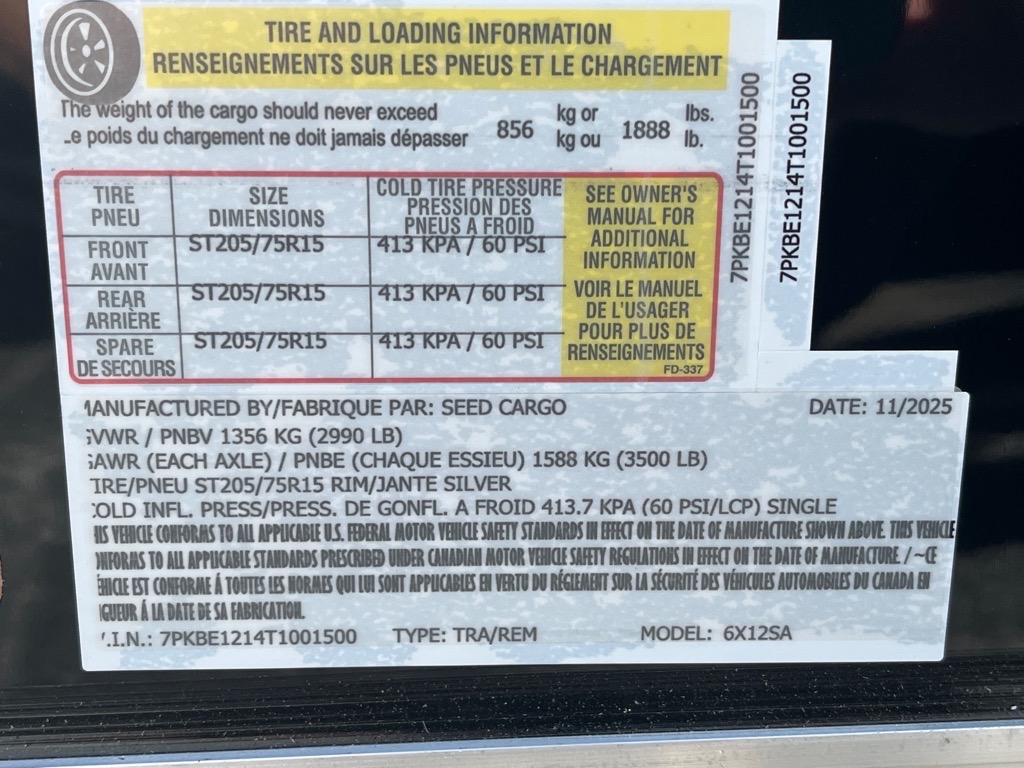 TIRE AND LOADING INFORMATION
RENSEIGNEMENTS SUR LES PNEUS ET LE CHARGEMENT
The weight of the cargo should never exceed 856 kg or 1888 lbs.
e poids du chargement ne doit jamais dépasser kg ou lb.
TIRE
PNEU
SIZE
DIMENSIONS
COLD TIRE PRESSURE
PRESSION DES
PNEUS A FROID
FRONT
AVANT
ST205/75R15
413 KPA / 60 PSI
REAR
ARRIÈRE
ST205/75R15
413 KPA / 60 PSI
SPARE
DE SECOURS
ST205/75R15
413 KPA / 60 PSI
SEE OWNER'S
MANUAL FOR
ADDITIONAL
INFORMATION
VOIR LE MANUEL
DE L'USAGER
POUR PLUS DE
RENSEIGNEMENTS
FD-337
7PKBE1214T1001500
7PKBE1214T1001500
MANUFACTURED BY/FABRIQUE PAR: SEED CARGO DATE: 11/2025
GVWR / PNBV 1356 KG (2990 LB)
GAWR (EACH AXLE) / PNBE (CHAQUE ESSIEU) 1588 KG (3500 LB)
TIRE/PNEU ST205/75R15 RIM/JANTE SILVER
COLD INFL. PRESS/PRESS. DE GONFL. A FROID 413.7 KPA (60 PSI/LCP) SINGLE
HIS VEHICLE CONFORMS TO ALL APPLICABLE U.S. FEDERAL MOTOR VEHICLE SAFETY STANDARDS IN EFFECT ON THE DATE OF MANUFACTURE SHOWN ABOVE. THIS VEHICLE
ONFORMS TO ALL APPLICABLE STANDARDS PRESCRIBED UNDER CANADIAN MOTOR VEHICLE SAFETY REGULATIONS IN EFFECT ON THE DATE OF MANUFACTURE. / ~CE
ÉHICLE EST CONFORME Á TOUTES LES NORMES QUI LUI SONT APPLICABLES EN VERTU DU RÉGLEMENT SUR LA SÉCURITÉ DES VÉHICULES AUTOMOBILES DU CANADA EN
IGUEUR Á LA DATE DE SA FABRICATION.
V.I.N.: 7PKBE1214T1001500 TYPE: TRA/REM MODEL: 6X12SA